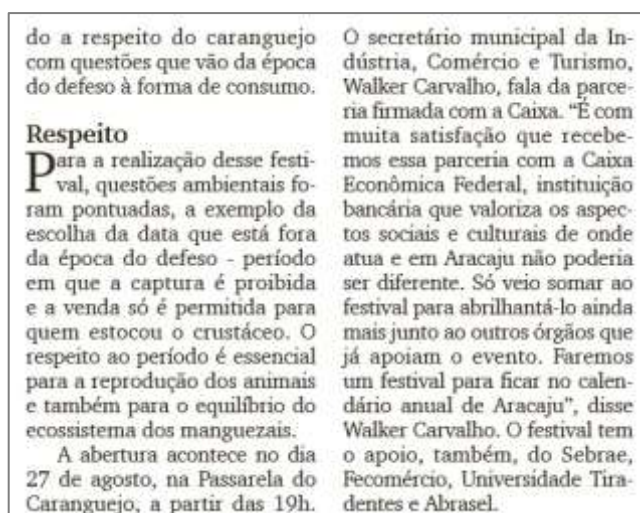 do a respeito do caranguejo
com questões que vão da época
do defeso à forma de consumo.
Respeito
Para a realização desse festi-
val, questões ambientais fo-
ram pontuadas, a exemplo da
escolha da data que está fora
da época do defeso - período
em que a captura é proibida
e a venda só é permitida para
quem estocou o crustáceo. O
respeito ao período é essencial
para a reprodução dos animais
e também para o equilíbrio do
ecossistema dos manguezais.
A abertura acontece no dia
27 de agosto, na Passarela do
Caranguejo, a partir das 19h.
O secretário municipal da In-
dústria, Comércio e Turismo,
Walker Carvalho, fala da parce-
ria firmada com a Caixa. “É com
muita satisfação que recebe-
mos essa parceria com a Caixa
Econômica Federal, instituição
bancária que valoriza os aspec-
tos sociais e culturais de onde
atua e em Aracaju não poderia
ser diferente. Só veio somar ao
festival para abrilhantá-lo ainda
mais junto ao outros órgãos que
já apoiam o evento. Faremos
um festival para ficar no calen-
dário anual de Aracaju”, disse
Walker Carvalho. O festival tem
o apoio, também, do Sebrae,
Fecomércio, Universidade Tira-
dentes e Abrasel.